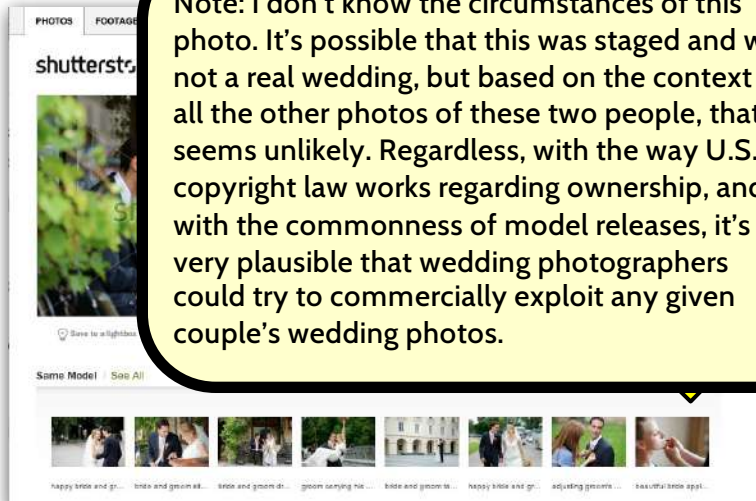 PHOTOS FOOTAGE
Note: I don't know the circumstances of this
photo. It's possible that this was staged and w
not a real wedding, but based on the context
all the other photos of these two people, that
seems unlikely. Regardless, with the way U.S.
copyright law works regarding ownership, and
with the commonness of model releases, it's
very plausible that wedding photographers
could try to commercially exploit any given
couple's wedding photos.
shuttersto
Save to a lightbox
Same Model See All
happy bride and gr... bride and groom sit... bride and groom dr... groom carrying his ... bride and groom ta... happy bride and gr... adjusting groom's ... beautiful bride appl...